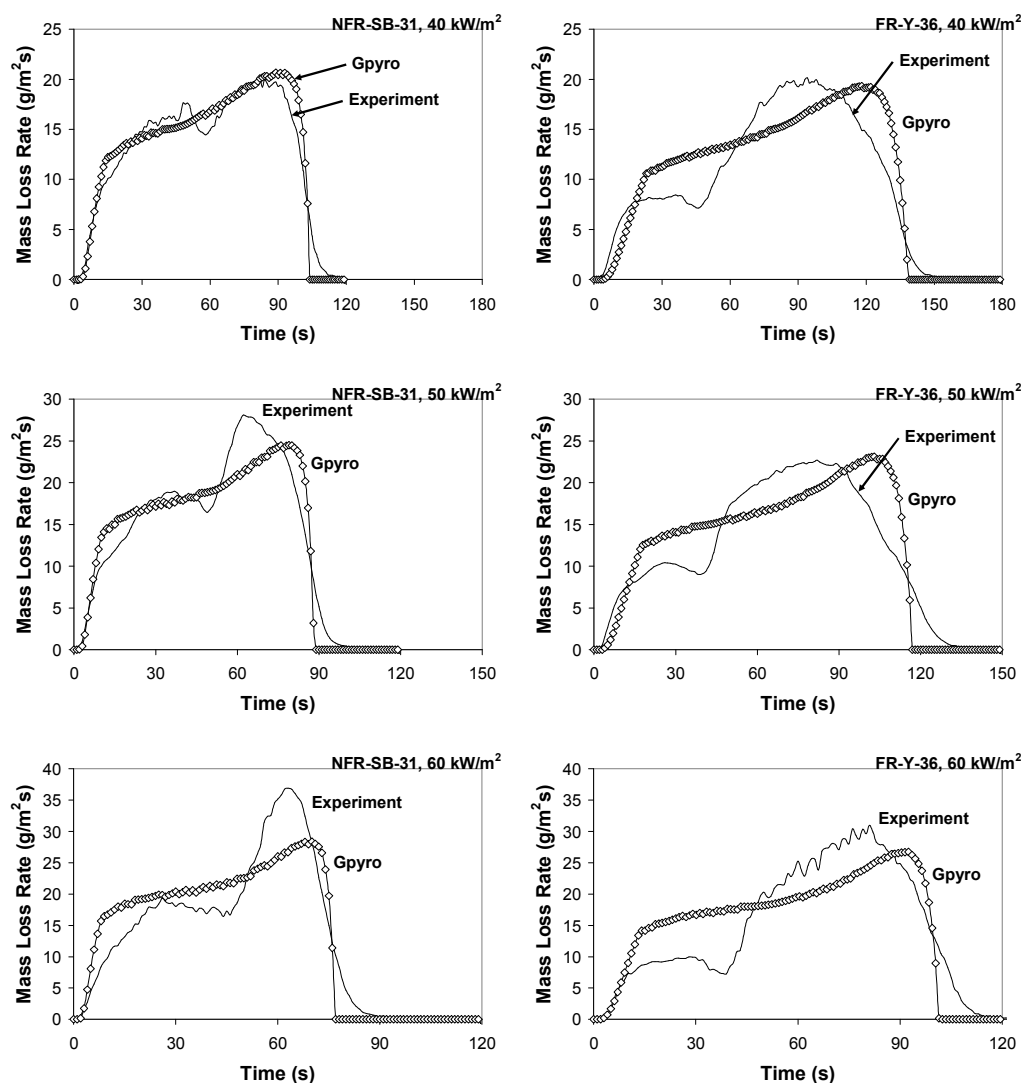 NFR-SB-31, 40 kW/m²
Mass Loss Rate (g/m²s)
25
20
15
10
5
0
Gpyro
Experiment
0 30 60 90 120 150 180
Time (s)
FR-Y-36, 40 kW/m²
Mass Loss Rate (g/m²s)
25
20
15
10
5
0
Experiment
Gpyro
0 30 60 90 120 150 180
Time (s)
NFR-SB-31, 50 kW/m²
Mass Loss Rate (g/m²s)
30
25
20
15
10
5
0
Experiment
Gpyro
0 30 60 90 120 150
Time (s)
FR-Y-36, 50 kW/m²
Mass Loss Rate (g/m²s)
30
25
20
15
10
5
0
Experiment
Gpyro
0 30 60 90 120 150
Time (s)
NFR-SB-31, 60 kW/m²
Mass Loss Rate (g/m²s)
40
35
30
25
20
15
10
5
0
Experiment
Gpyro
0 30 60 90 120
Time (s)
FR-Y-36, 60 kW/m²
Mass Loss Rate (g/m²s)
40
35
30
25
20
15
10
5
0
Experiment
Gpyro
0 30 60 90 120
Time (s)